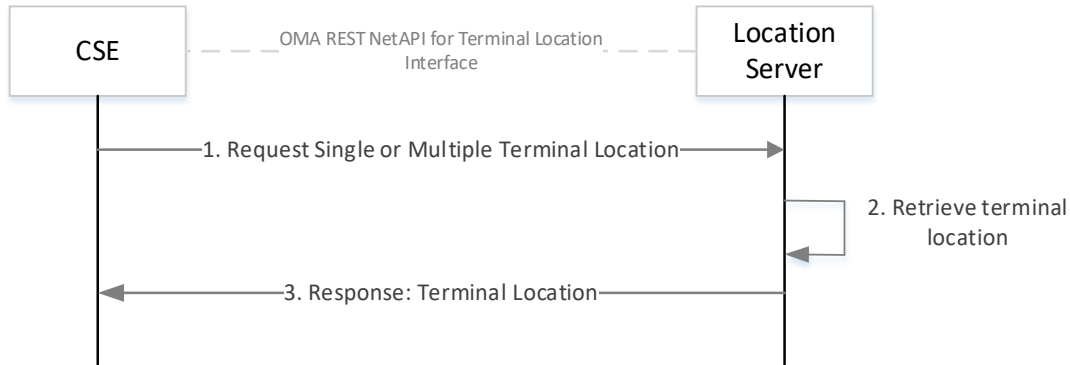 CSE
OMA REST NetAPI for Terminal Location
Interface
Location
Server
1. Request Single or Multiple Terminal Location
2. Retrieve terminal
location
3. Response: Terminal Location